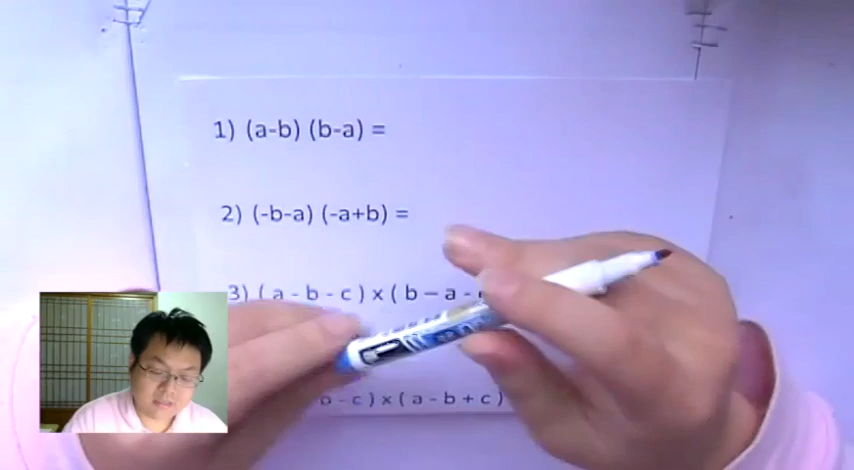 1) (a-b) (b-a) =
2) (-b-a) (-a+b) =
3) ( a - b - c ) x ( b – a -
- c ) x ( a - b + c )